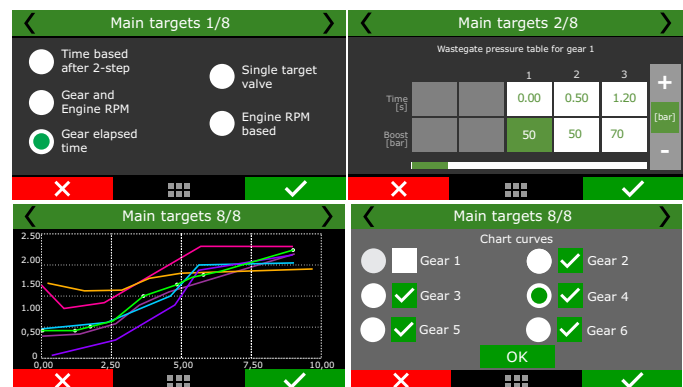 Main targets 1/8
Time based
after 2-step
Single target
valve
Gear and
Engine RPM
Engine RPM
based
Gear elapsed
time
Main targets 2/8
Wastegate pressure table for gear 1
1 2 3
Time
[s]
0.00 0.50 1.20
Boost
[bar]
50 50 70
+
[bar]
-
Main targets 8/8
2.50
2.00
1.50
1.00
0,50
0
0,00 2,50 5,00 7,50 10,00
Main targets 8/8
Chart curves
Gear 1
Gear 2
Gear 3
Gear 4
Gear 5
Gear 6
OK